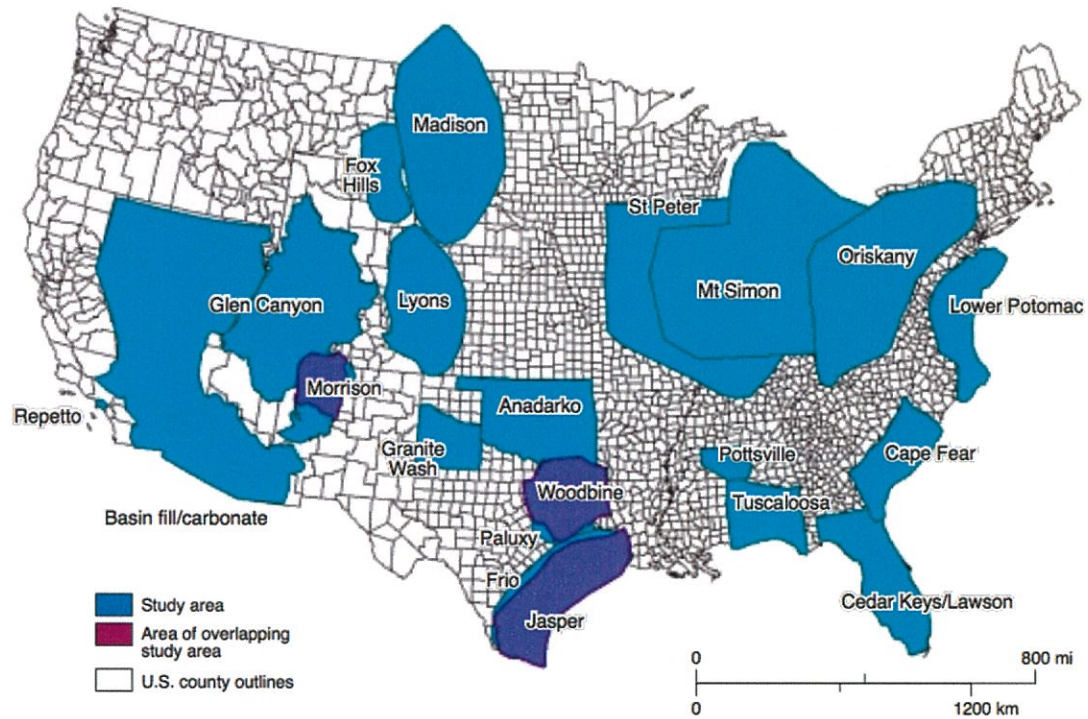 Madison
Fox
Hills
St Peter
Oriskany
Mt Simon
Glen Canyon
Lyons
Lower Potomac
Morrison
Repetto
Anadarko
Granite
Wash
Pottsville
Cape Fear
Woodbine
Tuscaloosa
Basin fill/carbonate
Paluxy
Frio
Cedar Keys/Lawson
Jasper
Study area
Area of overlapping
study area
U.S. county outlines
0 800 mi
0 1200 km